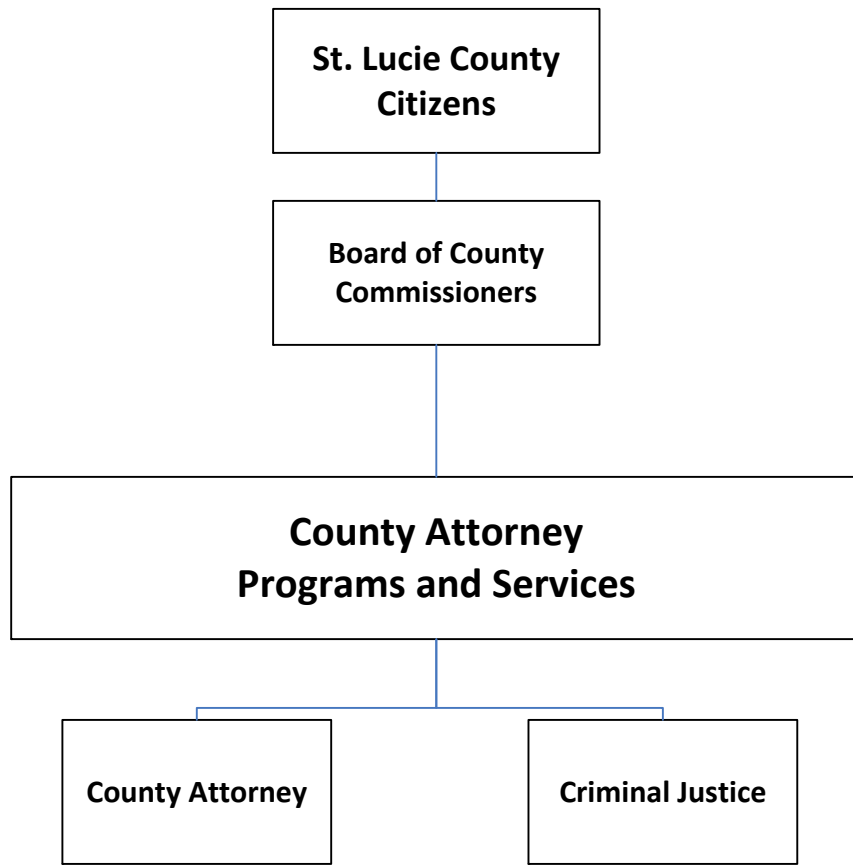 St. Lucie County
Citizens
Board of County
Commissioners
County Attorney
Programs and Services
County Attorney
Criminal Justice